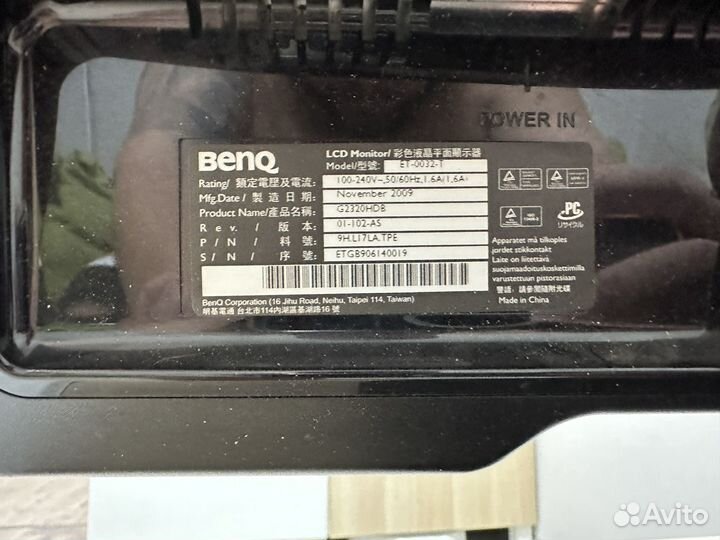 POWER IN
BenQ
LCD Monitor/ 彩色液晶平面顯示器
Model/型號: ET-0032-T
Rating/ 額定電壓及電流: 100-240V~,50/60Hz,1.6A(1.6A)
Mfg.Date/ 製造日期: November 2009
Product Name/產品名稱: G2320HDB
Rev./ 版本: 01-102-AS
P/N/ 料號: 9H.L17LA.TPE
S/N/ 序號: ETGB906140019
BenQ Corporation (16 Jihu Road, Neihu, Taipei 114, Taiwan)
明基電通 台北市114內湖區基湖路16號
PC
リサイクル
Apparatet må tilkoples
jordet stikkontakt
Laite on liitettävä
suojamaadoituskoskettimilla
varustettuun pistorasiaan
警語: 請參閱隨附光碟
Made in China
Avito